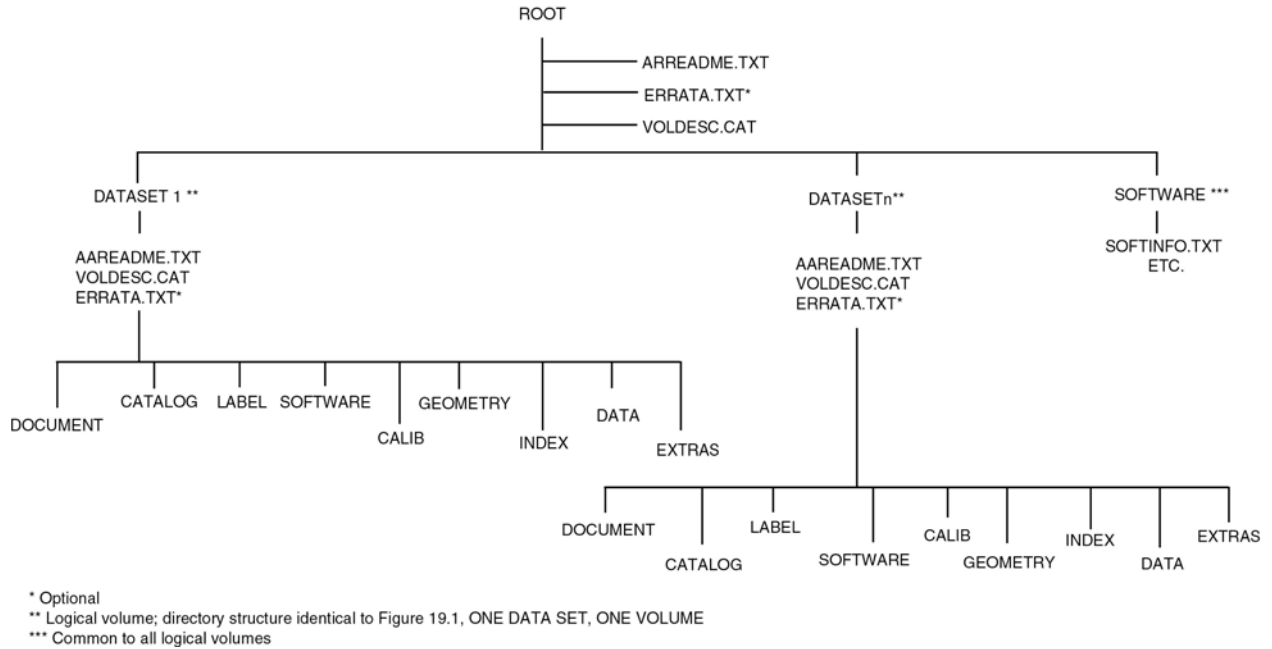 ROOT
ARREADME.TXT
ERRATA.TXT*
VOLDESC.CAT
DATASET 1 **
DATASETn**
SOFTWARE ***
AAREADME.TXT
VOLDESC.CAT
ERRATA.TXT*
AAREADME.TXT
VOLDESC.CAT
ERRATA.TXT*
SOFTINFO.TXT
ETC.
DOCUMENT
CATALOG
LABEL
SOFTWARE
CALIB
GEOMETRY
INDEX
DATA
EXTRAS
DOCUMENT
CATALOG
LABEL
SOFTWARE
CALIB
GEOMETRY
INDEX
DATA
EXTRAS
* Optional
** Logical volume; directory structure identical to Figure 19.1, ONE DATA SET, ONE VOLUME
*** Common to all logical volumes